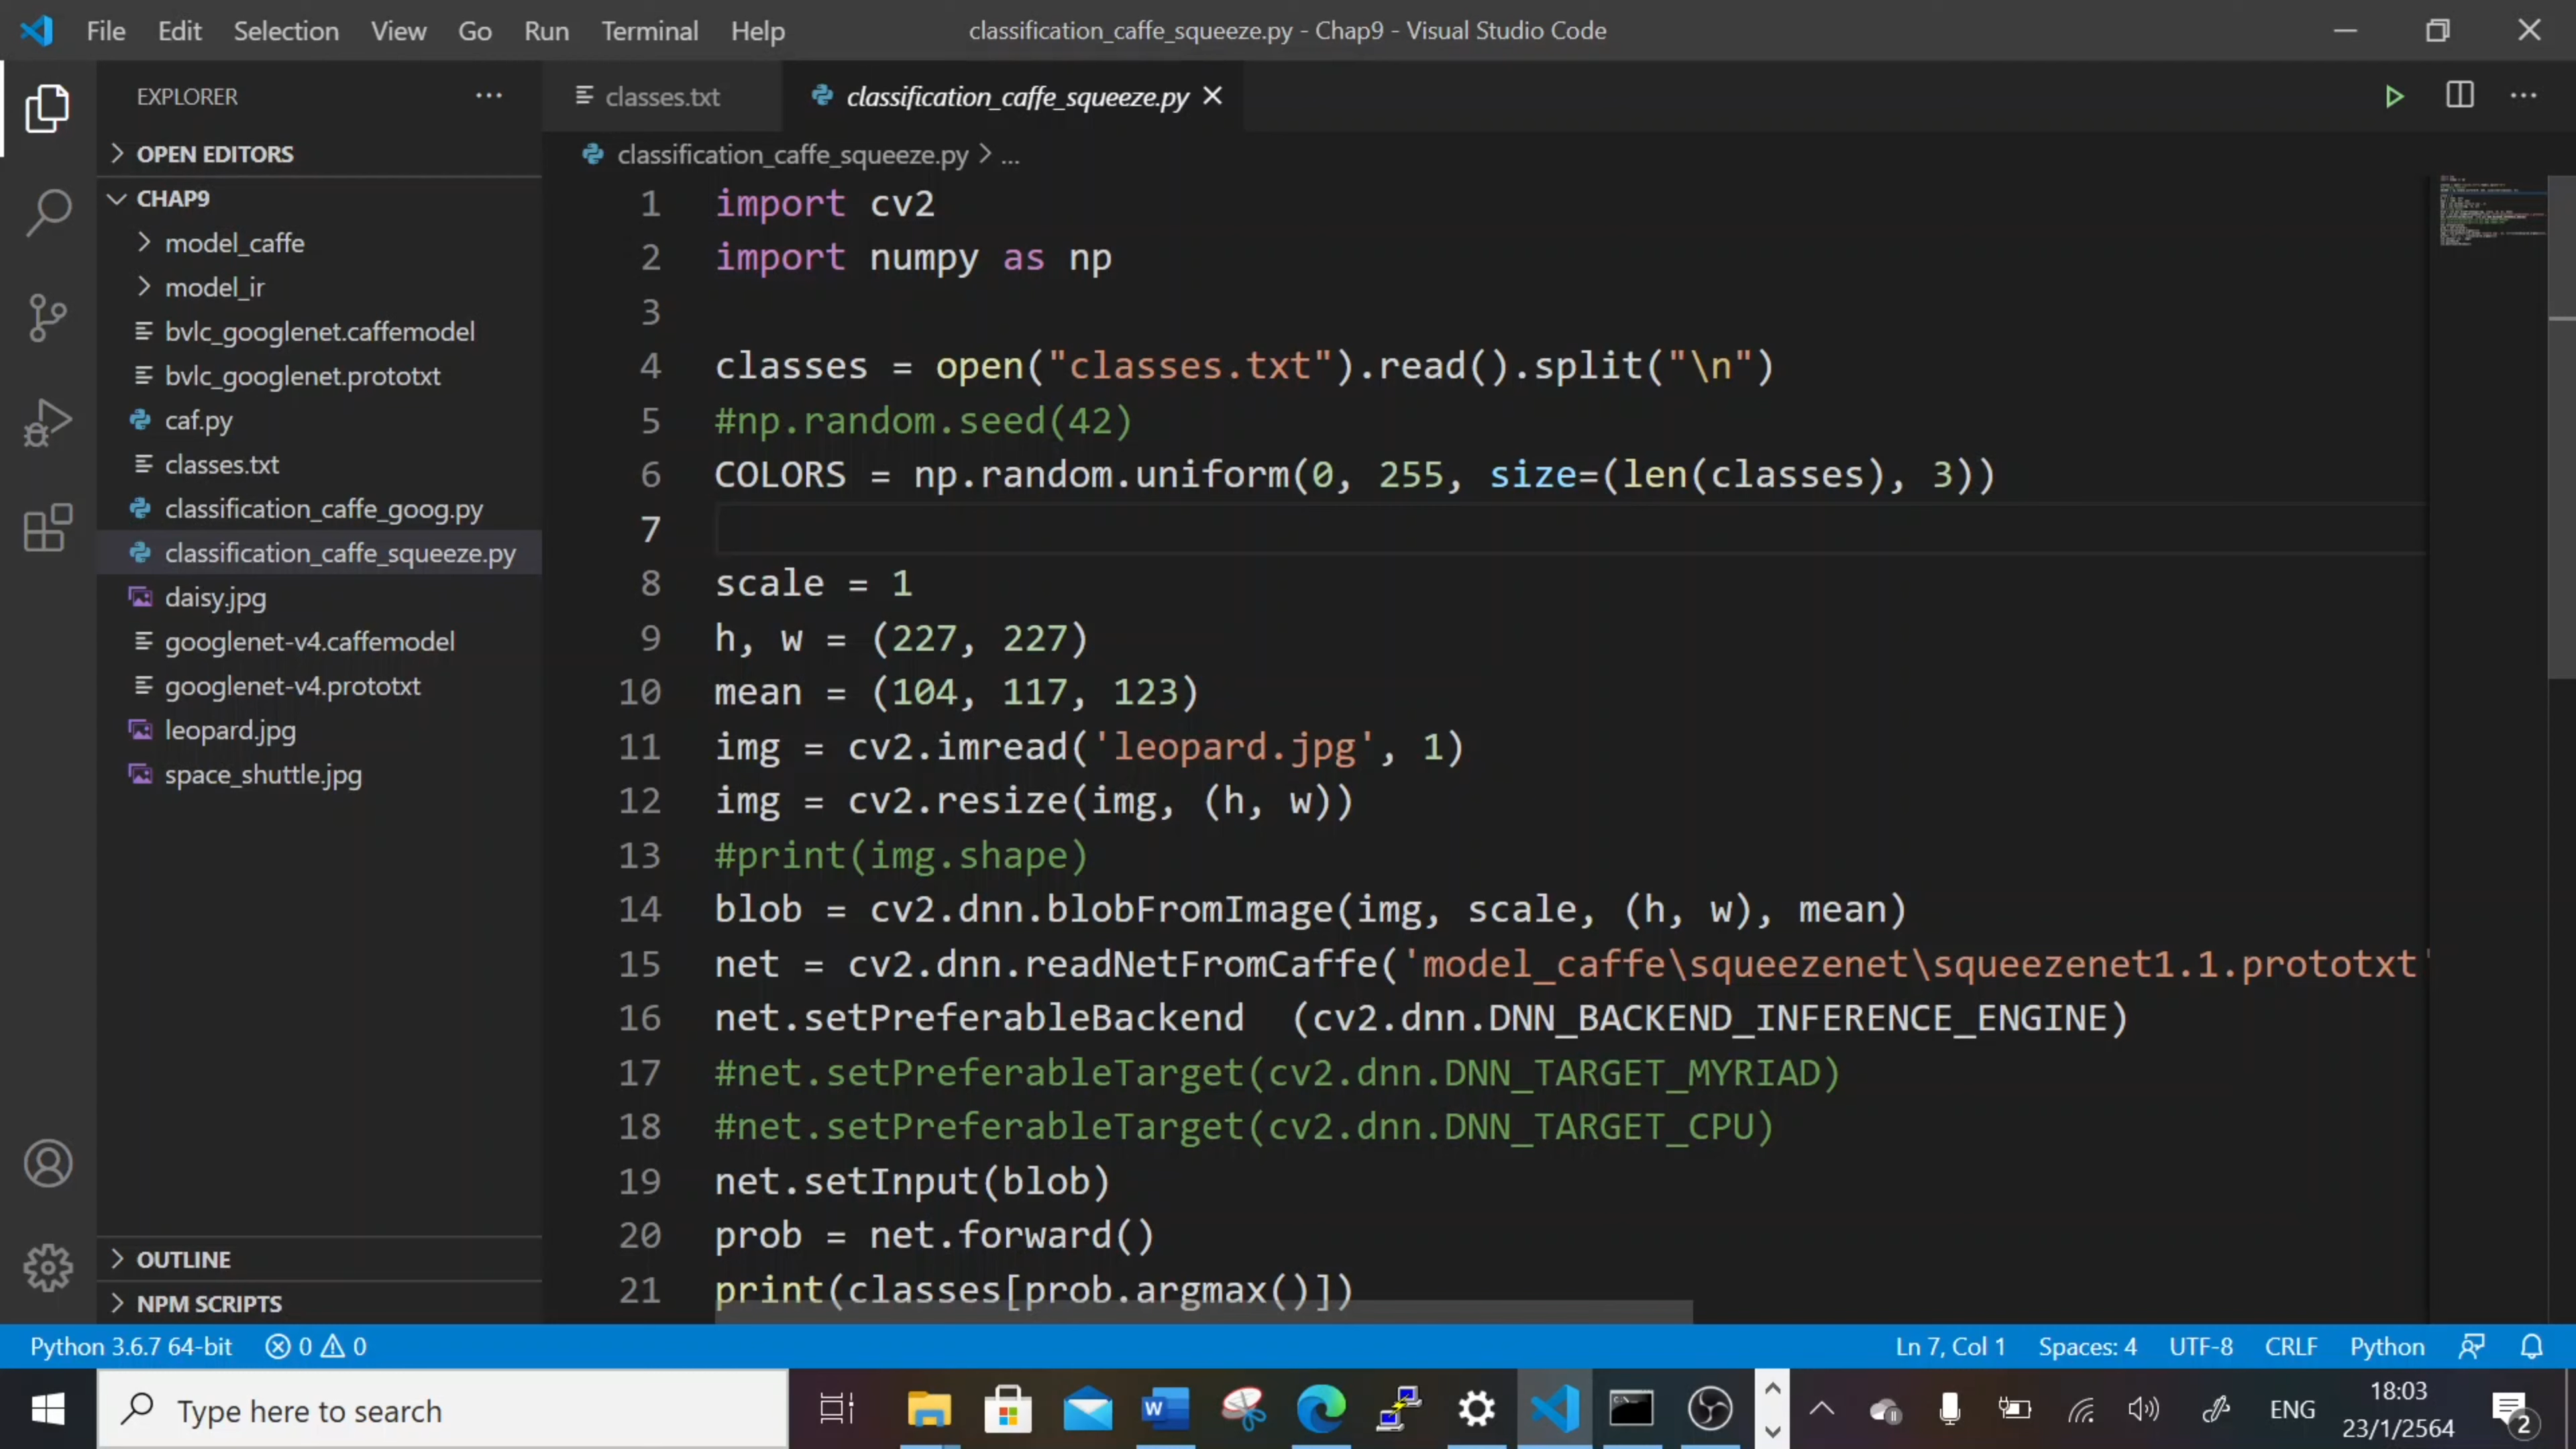 File Edit Selection View Go Run Terminal Help classification_caffe_squeeze.py - Chap9 - Visual Studio Code
EXPLORER
OPEN EDITORS
CHAP9
model_caffe
model_ir
bvlc_googlenet.caffemodel
bvlc_googlenet.prototxt
caf.py
classes.txt
classification_caffe_goog.py
classification_caffe_squeeze.py
daisy.jpg
googlenet-v4.caffemodel
googlenet-v4.prototxt
leopard.jpg
space_shuttle.jpg
OUTLINE
NPM SCRIPTS
classes.txt classification_caffe_squeeze.py
classification_caffe_squeeze.py > ...
1 import cv2
2 import numpy as np
3
4 classes = open("classes.txt").read().split("\n")
5 #np.random.seed(42)
6 COLORS = np.random.uniform(0, 255, size=(len(classes), 3))
7
8 scale = 1
9 h, w = (227, 227)
10 mean = (104, 117, 123)
11 img = cv2.imread('leopard.jpg', 1)
12 img = cv2.resize(img, (h, w))
13 #print(img.shape)
14 blob = cv2.dnn.blobFromImage(img, scale, (h, w), mean)
15 net = cv2.dnn.readNetFromCaffe('model_caffe\squeezenet\squeezenet1.1.prototxt'
16 net.setPreferableBackend  (cv2.dnn.DNN_BACKEND_INFERENCE_ENGINE)
17 #net.setPreferableTarget(cv2.dnn.DNN_TARGET_MYRIAD)
18 #net.setPreferableTarget(cv2.dnn.DNN_TARGET_CPU)
19 net.setInput(blob)
20 prob = net.forward()
21 print(classes[prob.argmax()])
Python 3.6.7 64-bit 0 0 Ln 7, Col 1 Spaces: 4 UTF-8 CRLF Python
Type here to search
ENG
18:03
23/1/2564
2